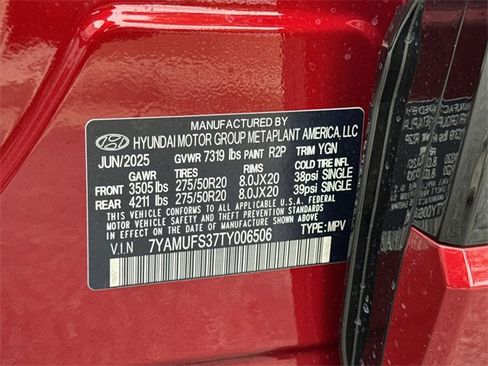 MANUFACTURED BY
HYUNDAI MOTOR GROUP METAPLANT AMERICA, LLC
JUN/2025 GVWR 7319 lbs PAINT R2P TRIM YGN
GAWR TIRES RIMS COLD TIRE INFL
FRONT 3505 lbs 275/50R20 8.0JX20 38psi SINGLE
REAR 4211 lbs 275/50R20 8.0JX20 39psi SINGLE
THIS VEHICLE CONFORMS TO ALL APPLICABLE U.S.A. FEDERAL
MOTOR VEHICLE SAFETY AND THEFT PREVENTION STANDARDS
IN EFFECT ON THE DATE OF MANUFACTURE SHOWN ABOVE.
V.I.N 7YAMUFS37TY006506 TYPE: MPV